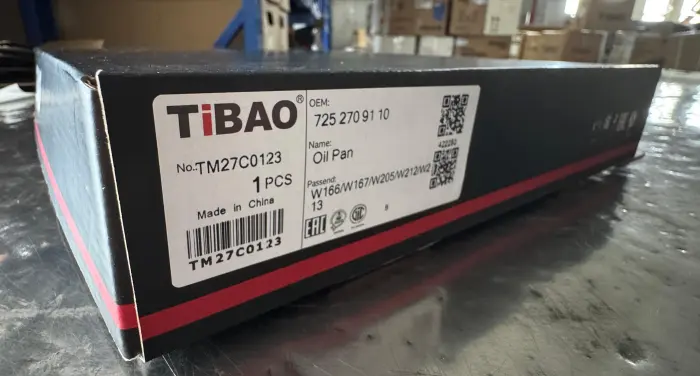 TiBAO®
No.:TM27C0123
1 PCS
Made in China
TM27C0123
OEM:
725 270 91 10
Name:
Oil Pan
Passend:
W166/W167/W205/W212/W2
13
422280
EAC